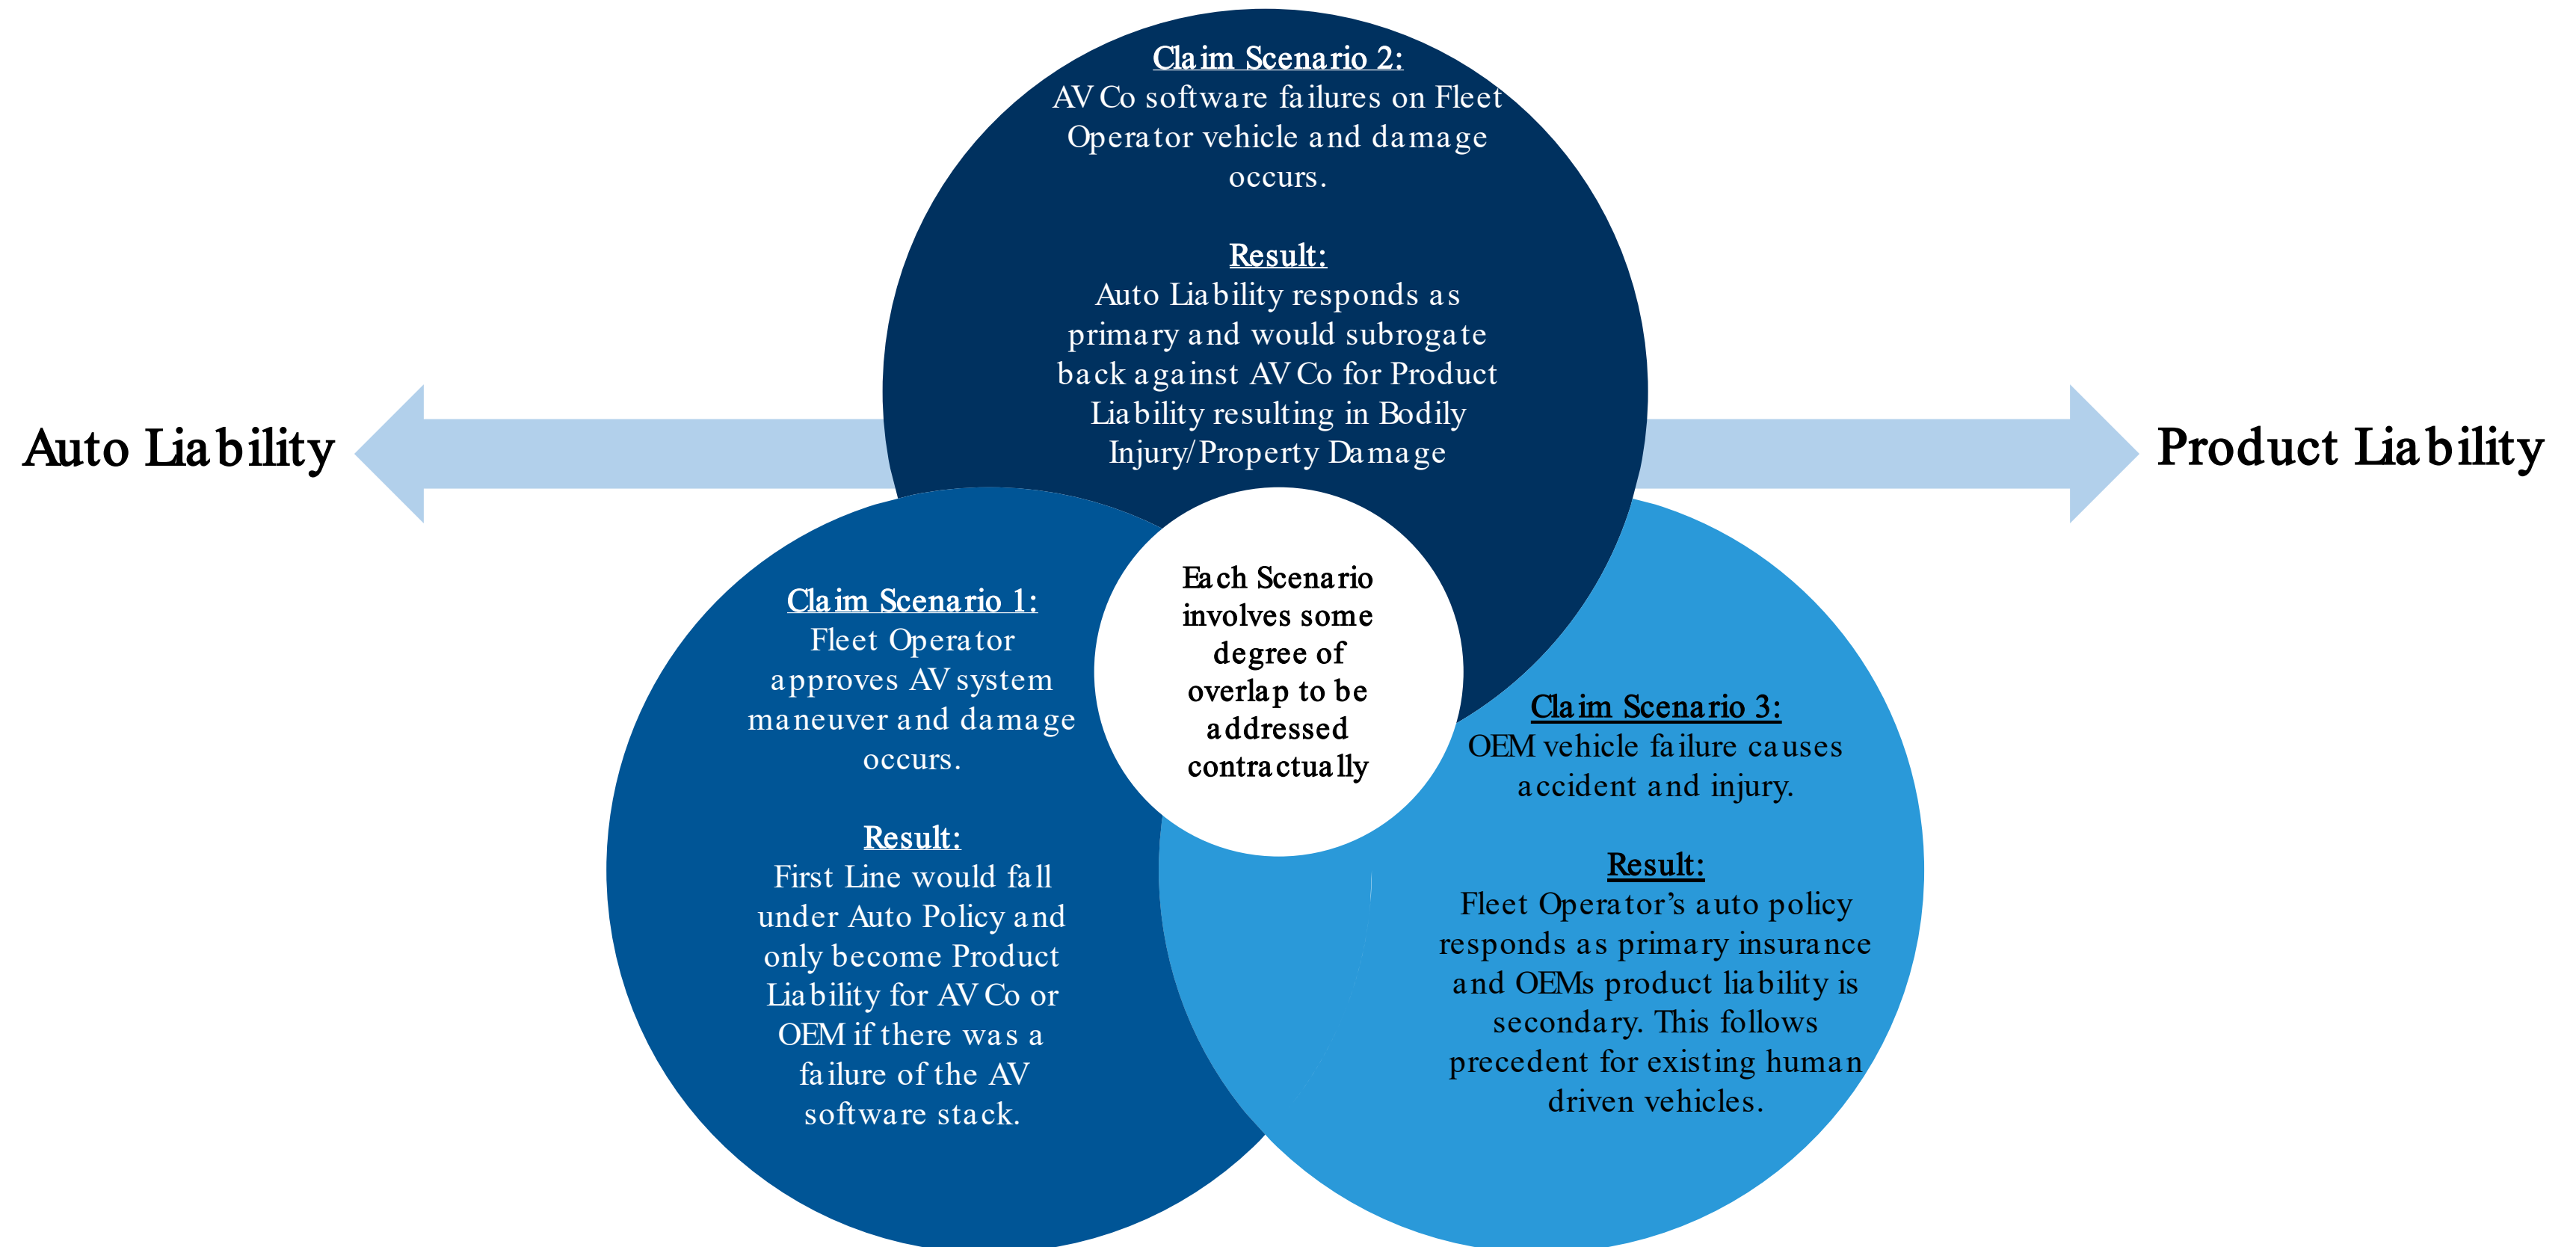 Claim Scenario 2:
AV Co software failures on Fleet
Operator vehicle and damage
occurs.
Result:
Auto Liability responds as
primary and would subrogate
back against AV Co for Product
Liability resulting in Bodily
Injury/Property Damage
Auto Liability
Product Liability
Claim Scenario 1:
Fleet Operator
approves AV system
maneuver and damage
occurs.
Result:
First Line would fall
under Auto Policy and
only become Product
Liability for AV Co or
OEM if there was a
failure of the AV
software stack.
Each Scenario
involves some
degree of
overlap to be
addressed
contractually
Claim Scenario 3:
OEM vehicle failure causes
accident and injury.
Result:
Fleet Operator’s auto policy
responds as primary insurance
and OEMs product liability is
secondary. This follows
precedent for existing human
driven vehicles.